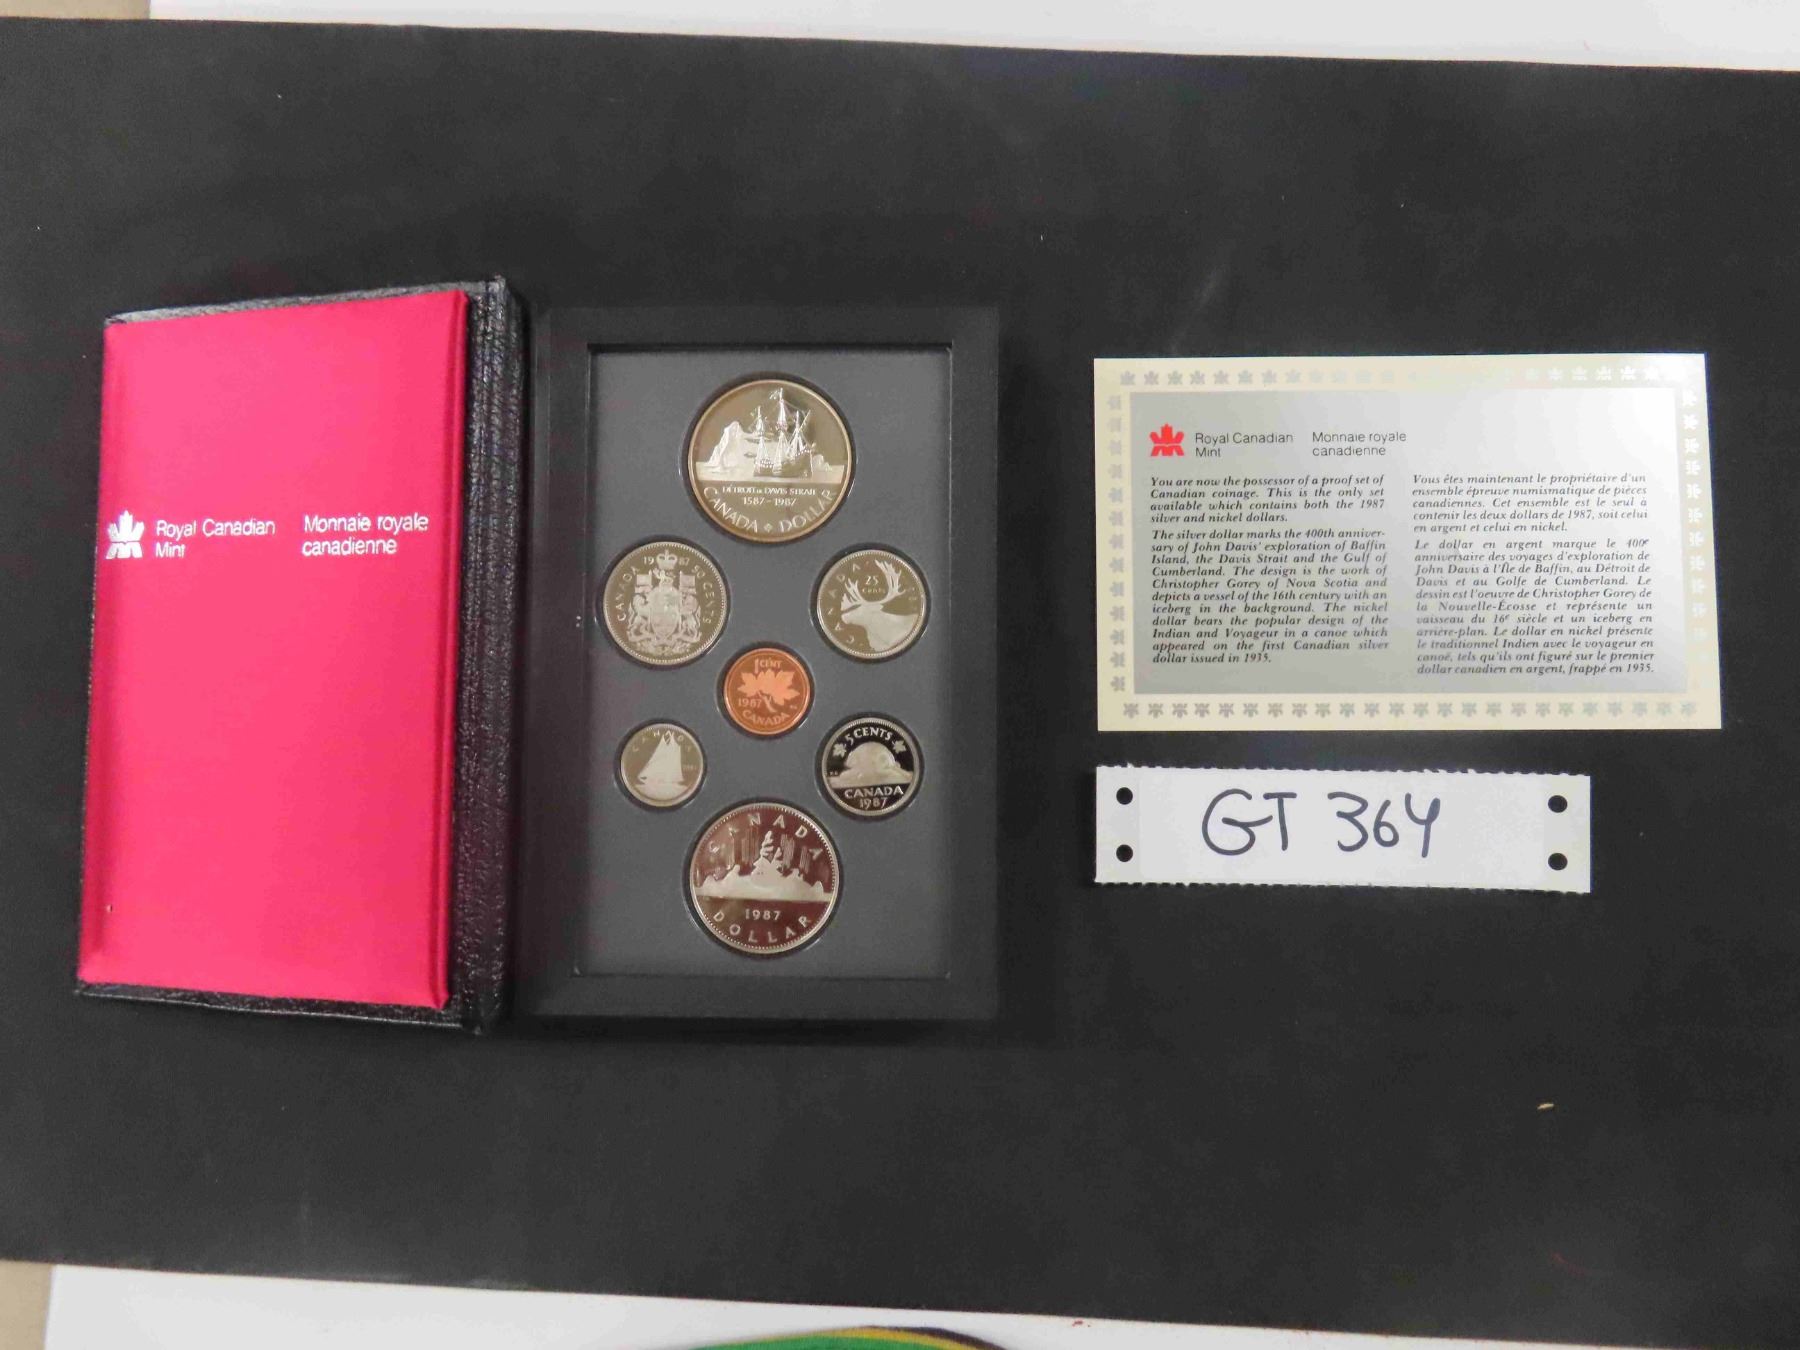 Royal Canadian Mint
Monnaie royale canadienne
DÉTROIT DE DAVIS STRAIT
1587-1987
CANADA DOLLAR
CANADA 1987 50 CENTS
CANADA
25
Cents
1 CENT
1987
CANADA
CANADA
5 CENTS
CANADA
1987
CANADA
1987
DOLLAR
Royal Canadian Mint
Monnaie royale canadienne
You are now the possessor of a proof set of
Canadian coinage. This is the only set
available which contains both the 1987
silver and nickel dollars.
The silver dollar marks the 400th anniver-
sary of John Davis' exploration of Baffin
Island, the Davis Strait and the Gulf of
Cumberland. The design is the work of
Christopher Gorey of Nova Scotia and
depicts a vessel of the 16th century with an
iceberg in the background. The nickel
dollar bears the popular design of the
Indian and Voyageur in a canoe which
appeared on the first Canadian silver
dollar issued in 1935.
Vous êtes maintenant le propriétaire d'un
ensemble épreuve numismatique de pièces
canadiennes. Cet ensemble est le seul à
contenir les deux dollars de 1987, soit celui
en argent et celui en nickel.
Le dollar en argent marque le 400e
anniversaire des voyages d'exploration de
John Davis à l'Île de Baffin, au Détroit de
Davis et au Golfe de Cumberland. Le
dessin est l'oeuvre de Christopher Gorey de
la Nouvelle-Écosse et représente un
vaisseau du 16e siècle et un iceberg en
arrière-plan. Le dollar en nickel présente
le traditionnel Indien avec le voyageur en
canoë, tels qu'ils ont figuré sur le premier
dollar canadien en argent, frappé en 1935.
GT 364